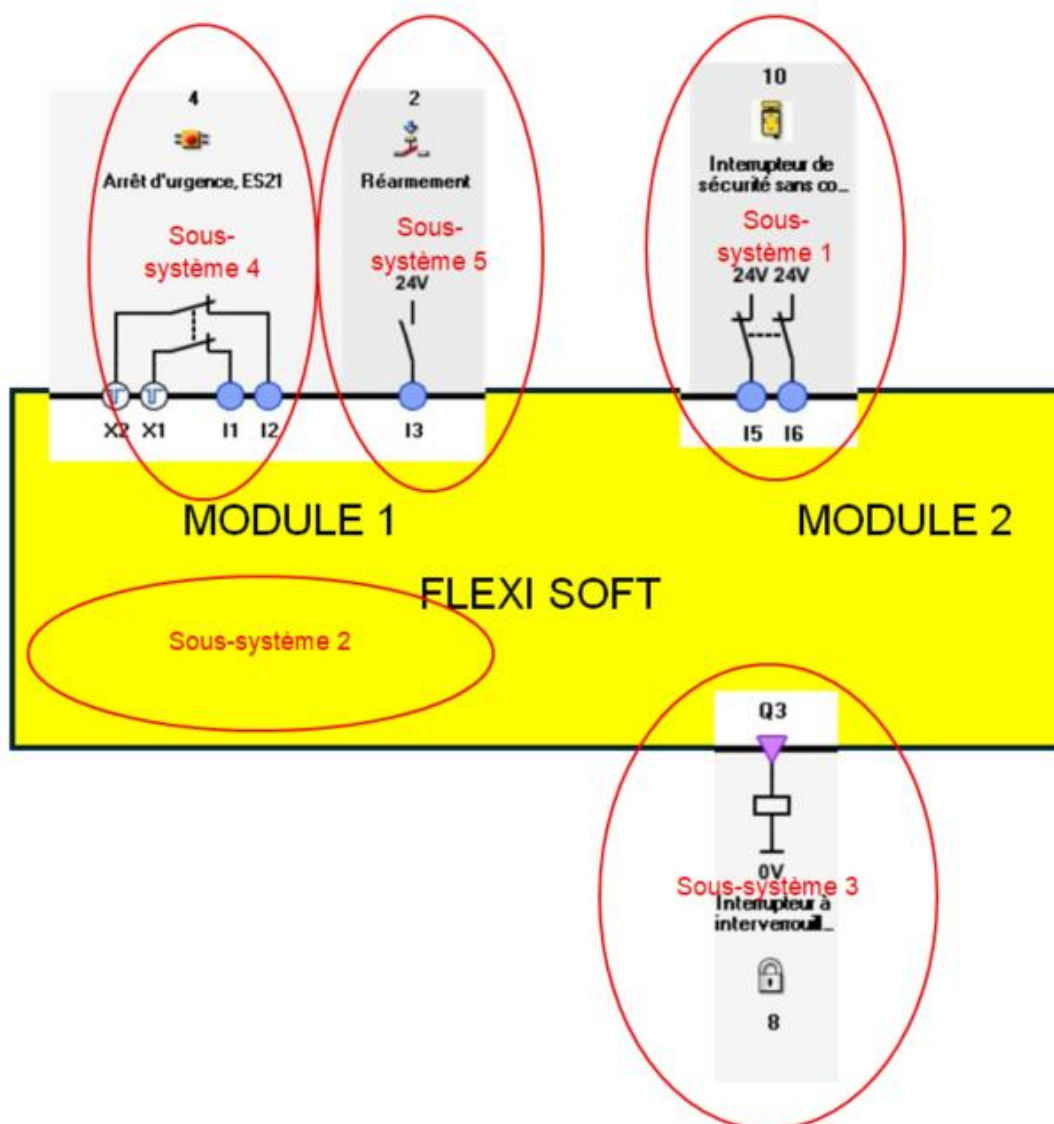 4
Arrêt d'urgence, ES21
Sous-
système 4
X2 X1 I1 I2
2
Réarmement
Sous-
système 5
24V
I3
10
Interrupteur de
sécurité sans co...
Sous-
système 1
24V 24V
I5 I6
MODULE 1
MODULE 2
FLEXI SOFT
Sous-système 2
Q3
0V
Sous-système 3
Interrupteur à
interverrouill...
8